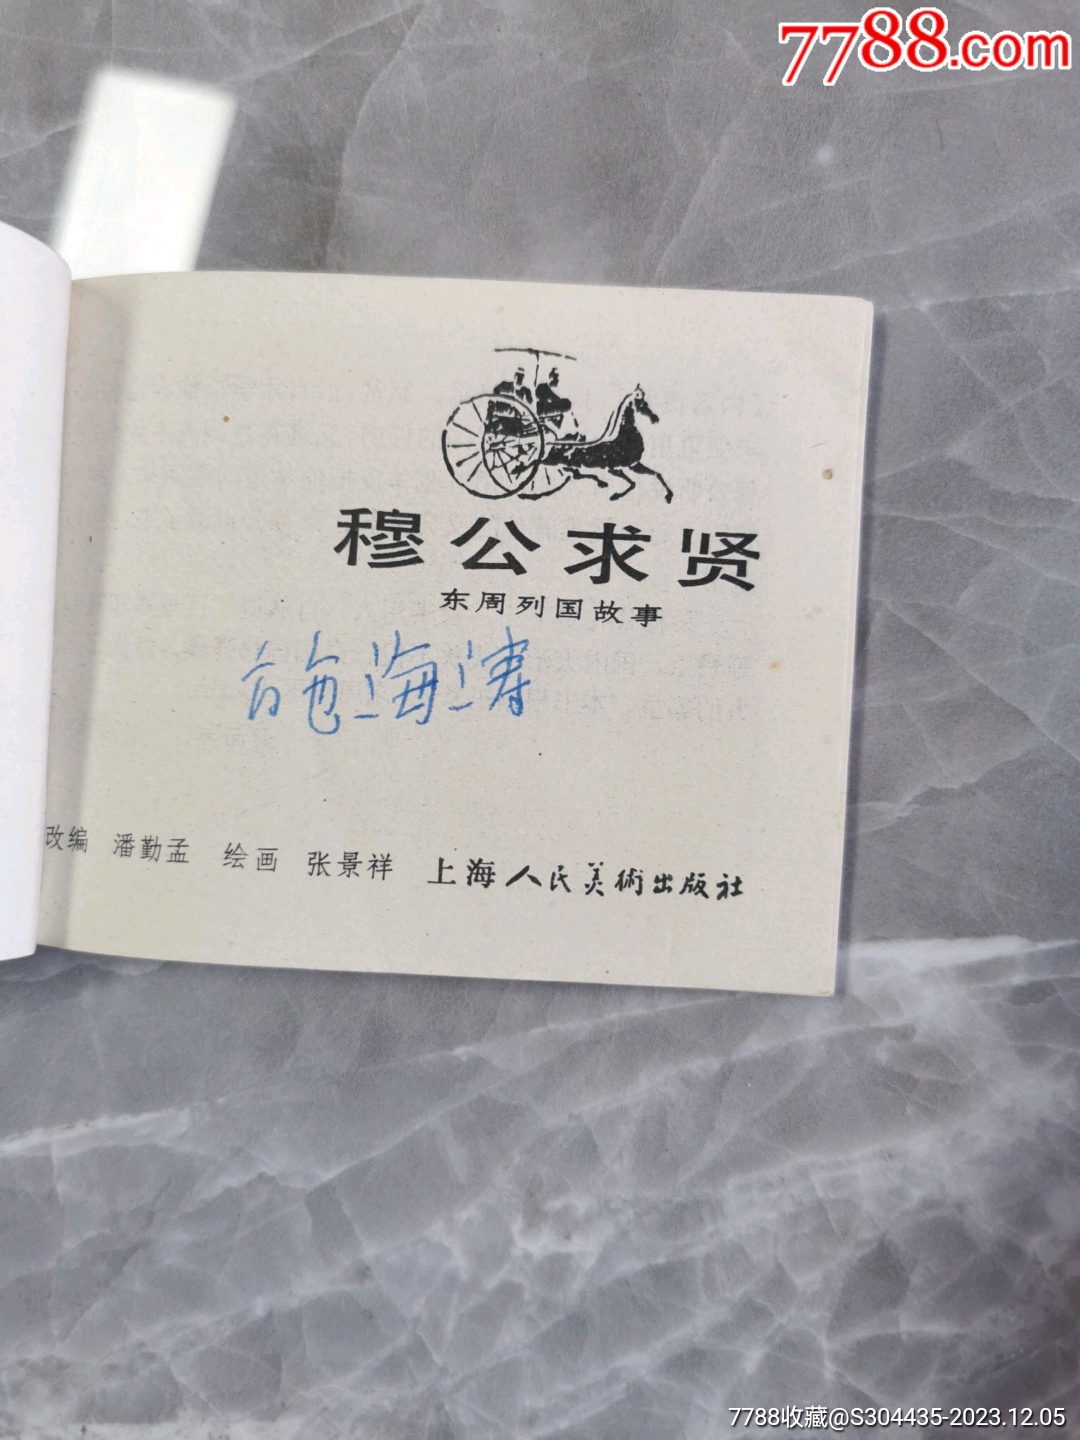 7788.com
穆公求贤
东周列国故事
施海涛
改编 潘勤孟 绘画 张景祥 上海人民美術出版社
7788收藏@S304435-2023.12.05